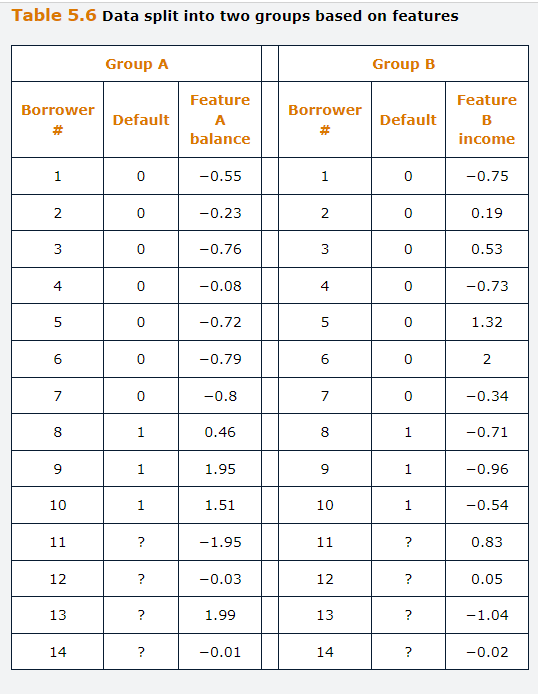 Table 5.6 Data split into two groups based on features
Group A Group B
Borrower # Default Feature A balance Borrower # Default Feature B income
1 0 −0.55 1 0 −0.75
2 0 −0.23 2 0 0.19
3 0 −0.76 3 0 0.53
4 0 −0.08 4 0 −0.73
5 0 −0.72 5 0 1.32
6 0 −0.79 6 0 2
7 0 −0.8 7 0 −0.34
8 1 0.46 8 1 −0.71
9 1 1.95 9 1 −0.96
10 1 1.51 10 1 −0.54
11 ? −1.95 11 ? 0.83
12 ? −0.03 12 ? 0.05
13 ? 1.99 13 ? −1.04
14 ? −0.01 14 ? −0.02